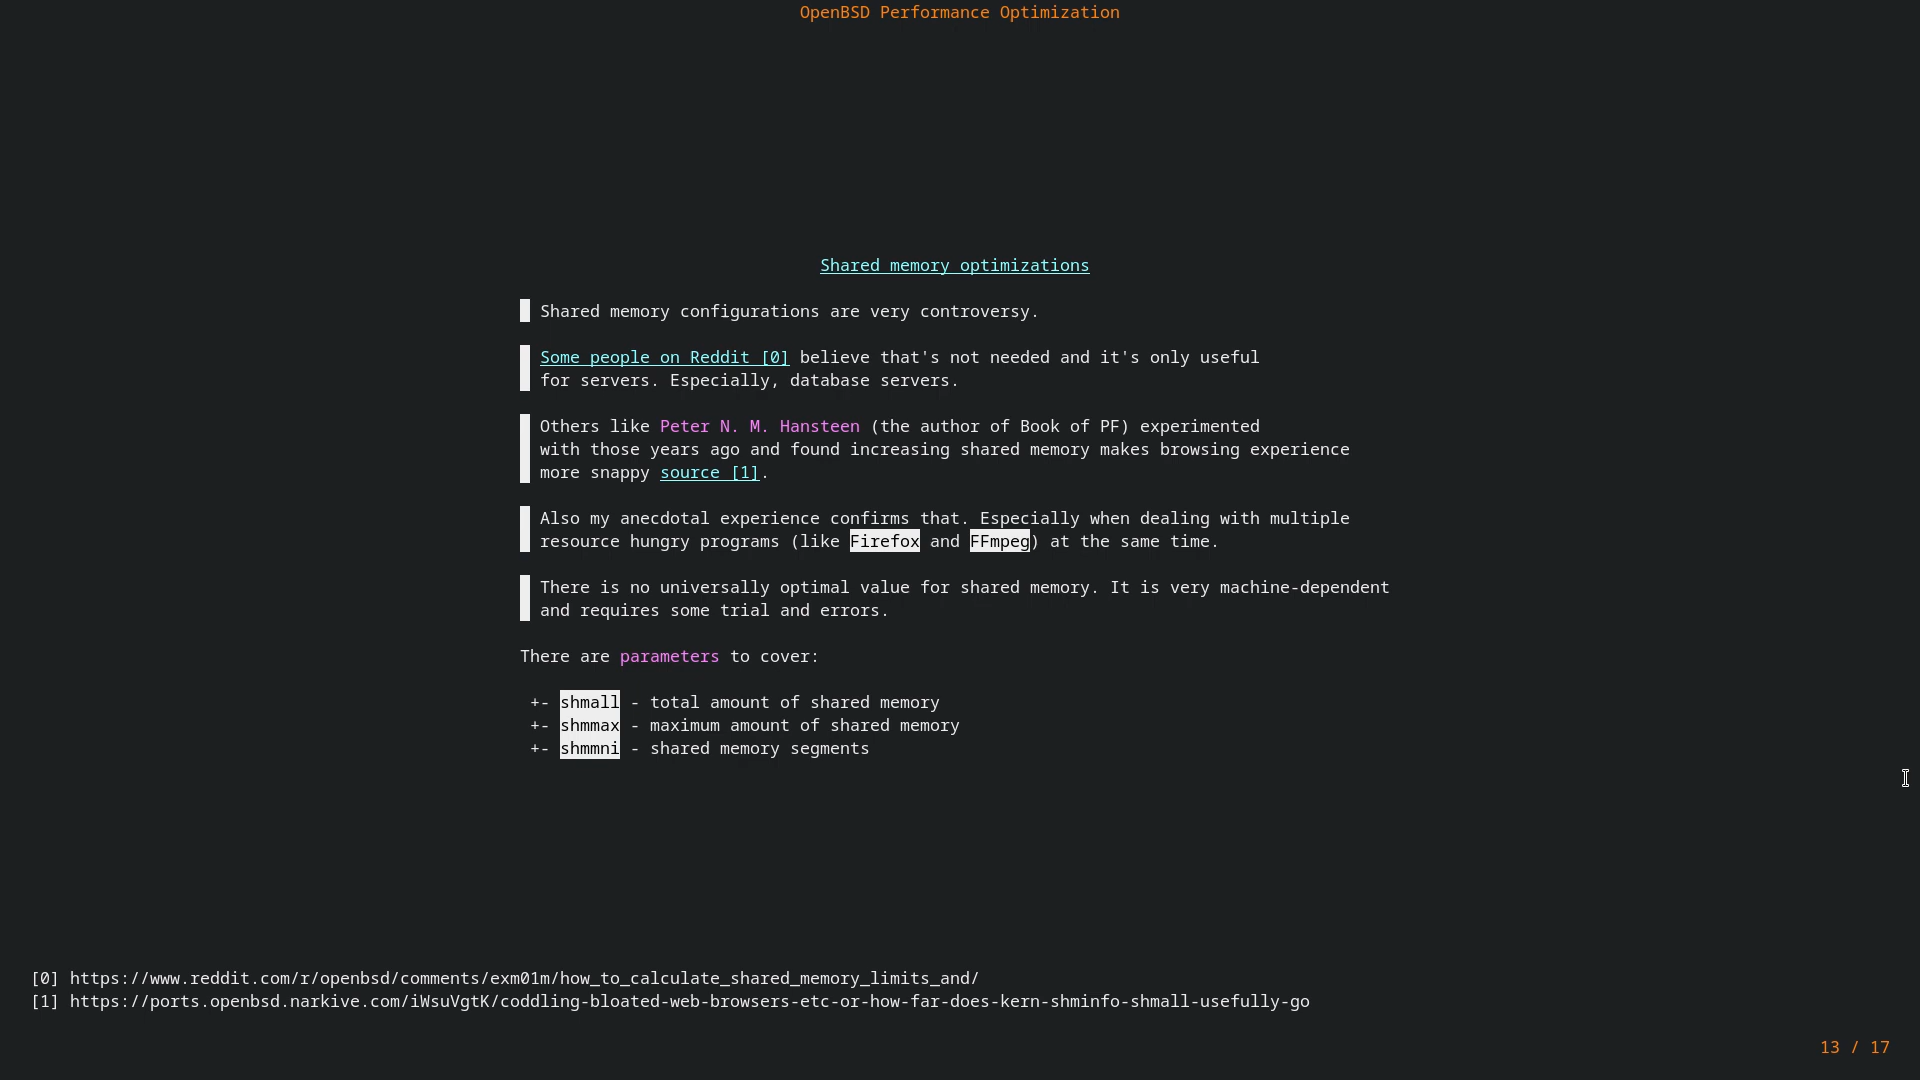 OpenBSD Performance Optimization
Shared memory optimizations
Shared memory configurations are very controversy.
Some people on Reddit [0] believe that's not needed and it's only useful
for servers. Especially, database servers.
Others like Peter N. M. Hansteen (the author of Book of PF) experimented
with those years ago and found increasing shared memory makes browsing experience
more snappy source [1].
Also my anecdotal experience confirms that. Especially when dealing with multiple
resource hungry programs (like Firefox and FFmpeg) at the same time.
There is no universally optimal value for shared memory. It is very machine-dependent
and requires some trial and errors.
There are parameters to cover:
+- shmall - total amount of shared memory
+- shmmax - maximum amount of shared memory
+- shmmni - shared memory segments
[0] https://www.reddit.com/r/openbsd/comments/exm01m/how_to_calculate_shared_memory_limits_and/
[1] https://ports.openbsd.narkive.com/iWsuVgtK/coddling-bloated-web-browsers-etc-or-how-far-does-kern-shminfo-shmall-usefully-go
13 / 17